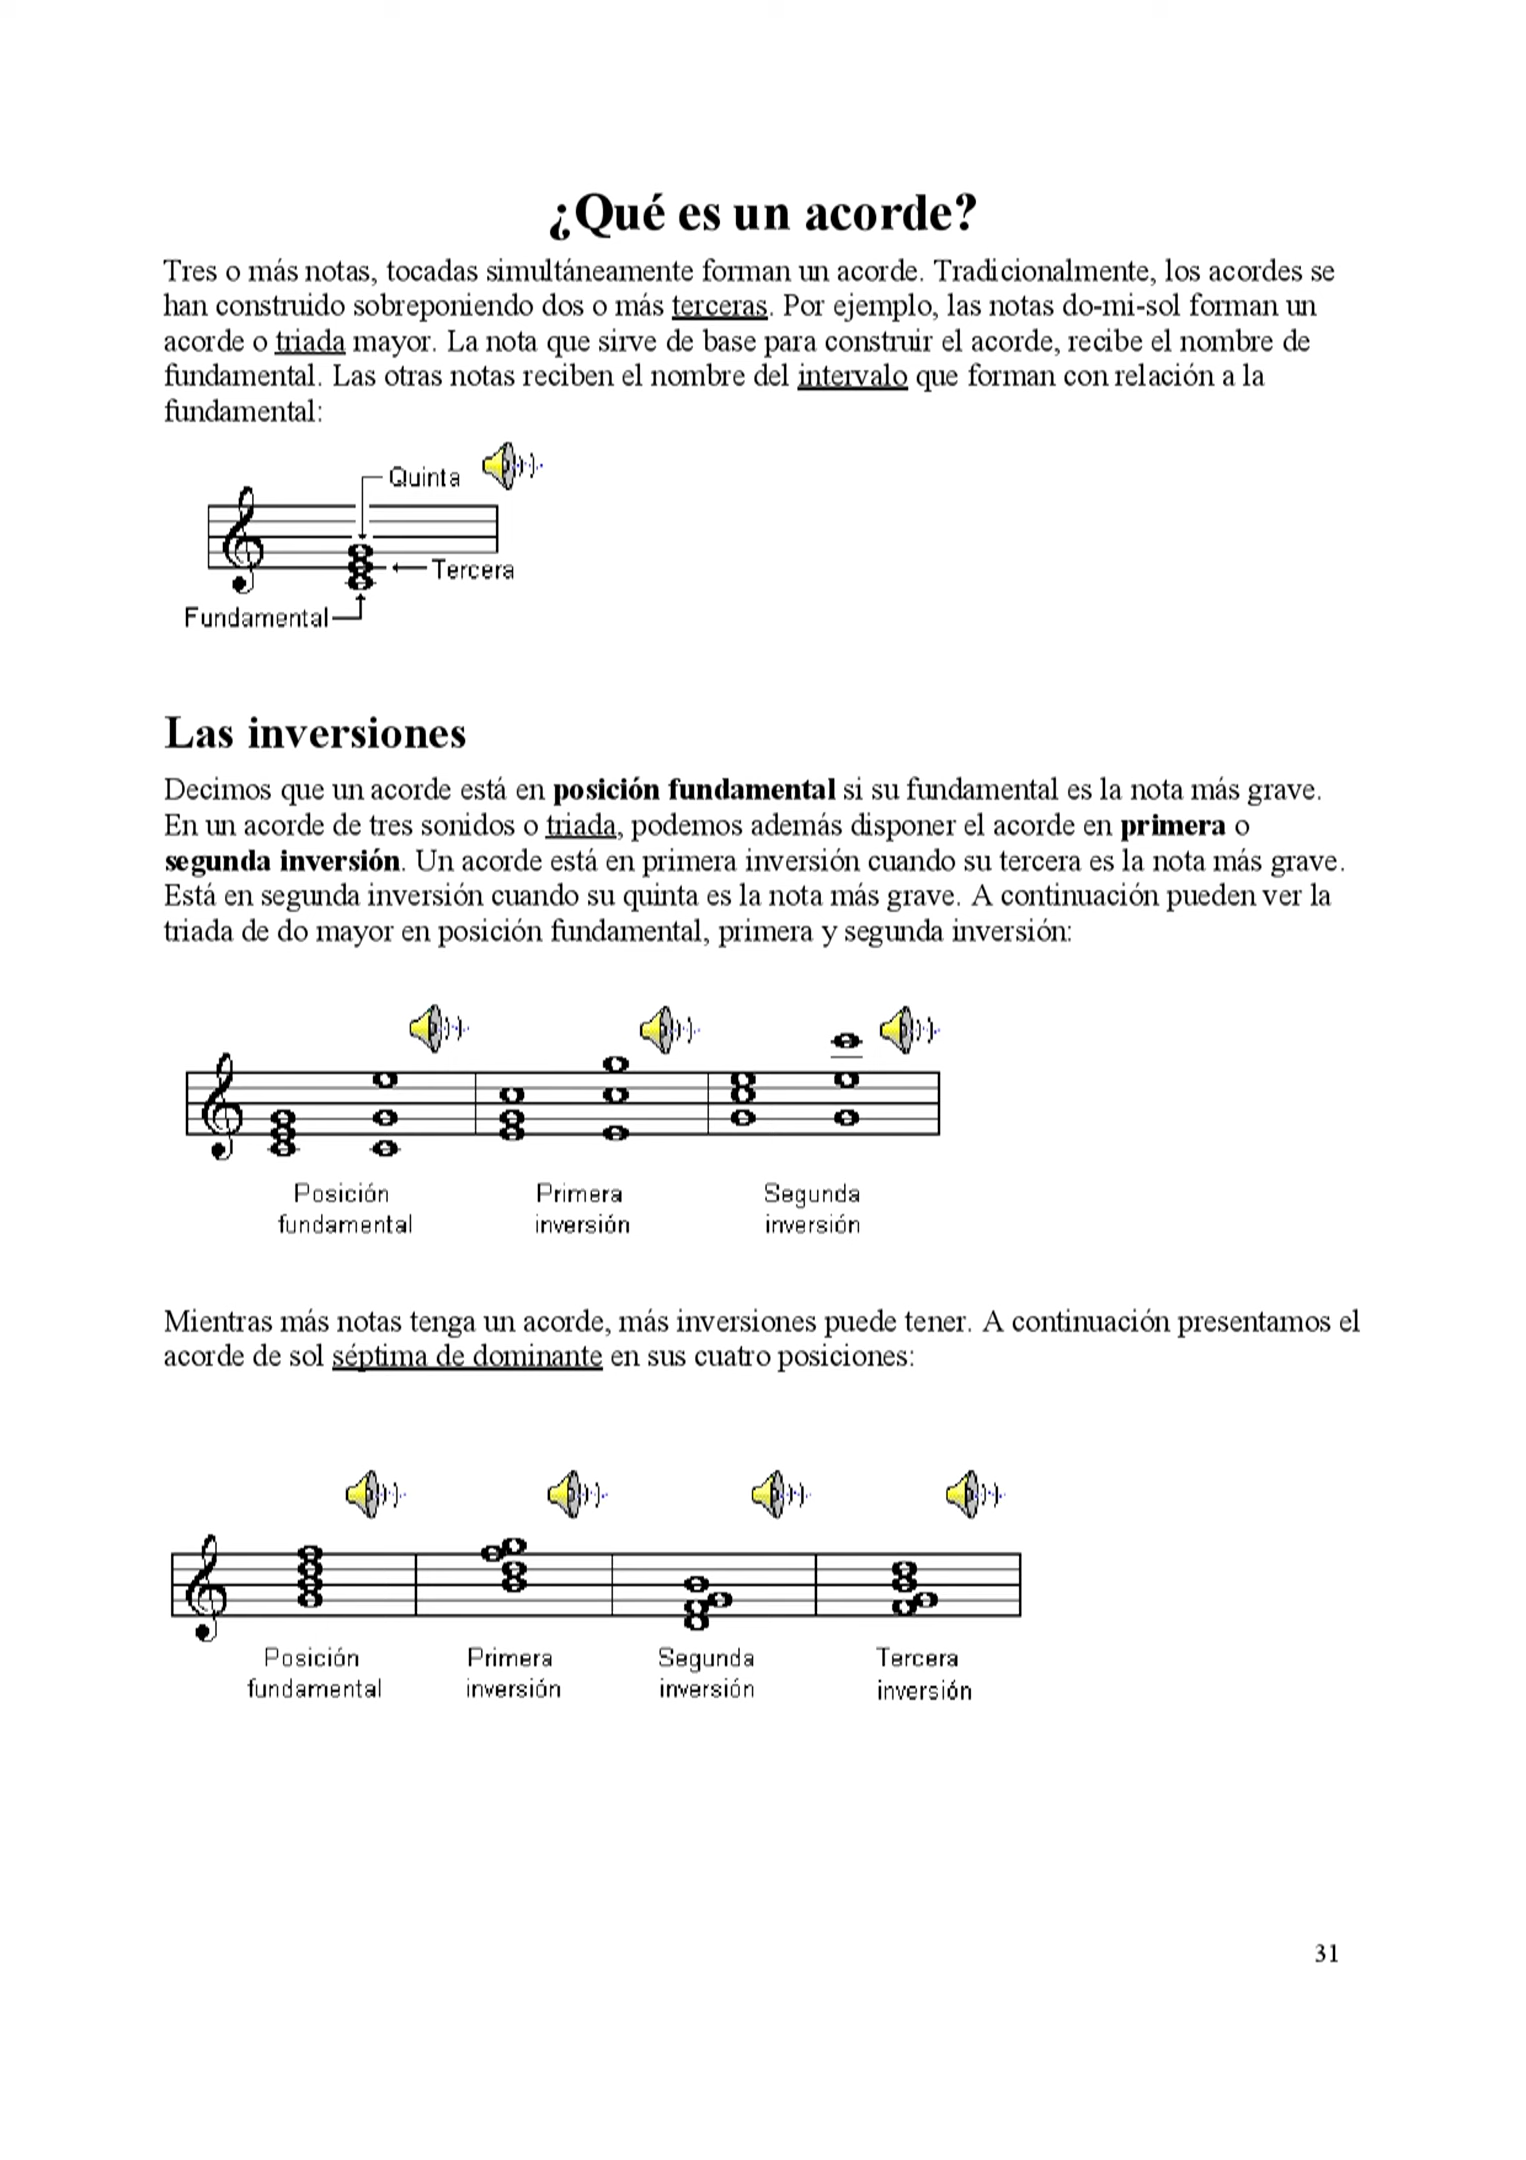 ¿Qué es un acorde?
Tres o más notas, tocadas simultáneamente forman un acorde. Tradicionalmente, los acordes se
han construido sobreponiendo dos o más terceras. Por ejemplo, las notas do-mi-sol forman un
acorde o triada mayor. La nota que sirve de base para construir el acorde, recibe el nombre de
fundamental. Las otras notas reciben el nombre del intervalo que forman con relación a la
fundamental:
Quinta
Tercera
Fundamental
Las inversiones
Decimos que un acorde está en posición fundamental si su fundamental es la nota más grave.
En un acorde de tres sonidos o triada, podemos además disponer el acorde en primera o
segunda inversión. Un acorde está en primera inversión cuando su tercera es la nota más grave.
Está en segunda inversión cuando su quinta es la nota más grave. A continuación pueden ver la
triada de do mayor en posición fundamental, primera y segunda inversión:
Posición Primera Segunda
fundamental inversión inversión
Mientras más notas tenga un acorde, más inversiones puede tener. A continuación presentamos el
acorde de sol séptima de dominante en sus cuatro posiciones:
Posición Primera Segunda Tercera
fundamental inversión inversión inversión
31